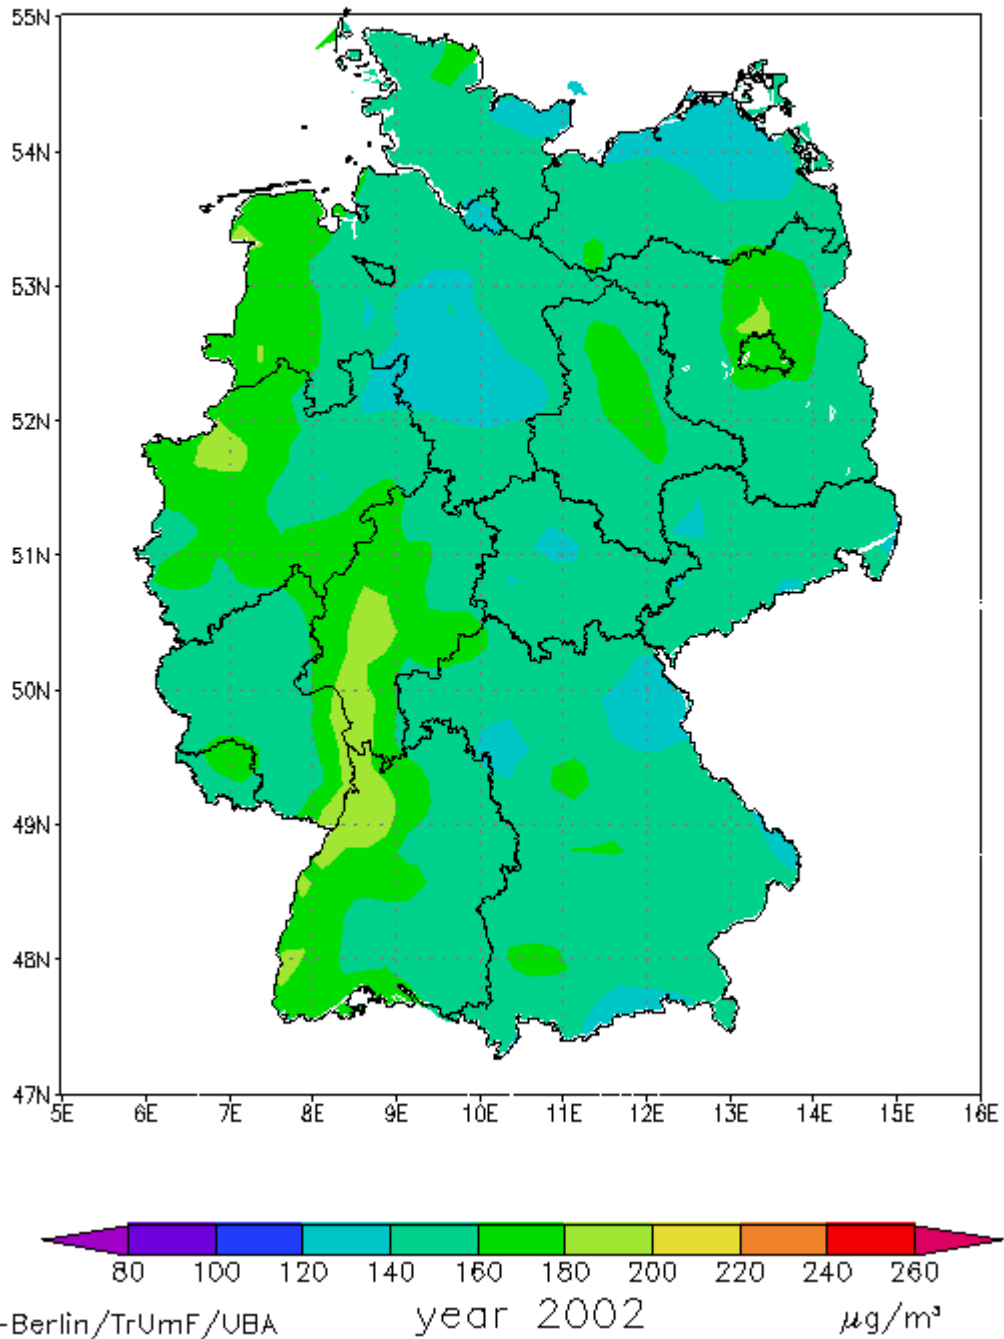 55N
54N
53N
52N
51N
50N
49N
48N
47N
5E 6E 7E 8E 9E 10E 11E 12E 13E 14E 15E 16E
80 100 120 140 160 180 200 220 240 260
-Berlin/TrUmF/UBA year 2002 µg/m³